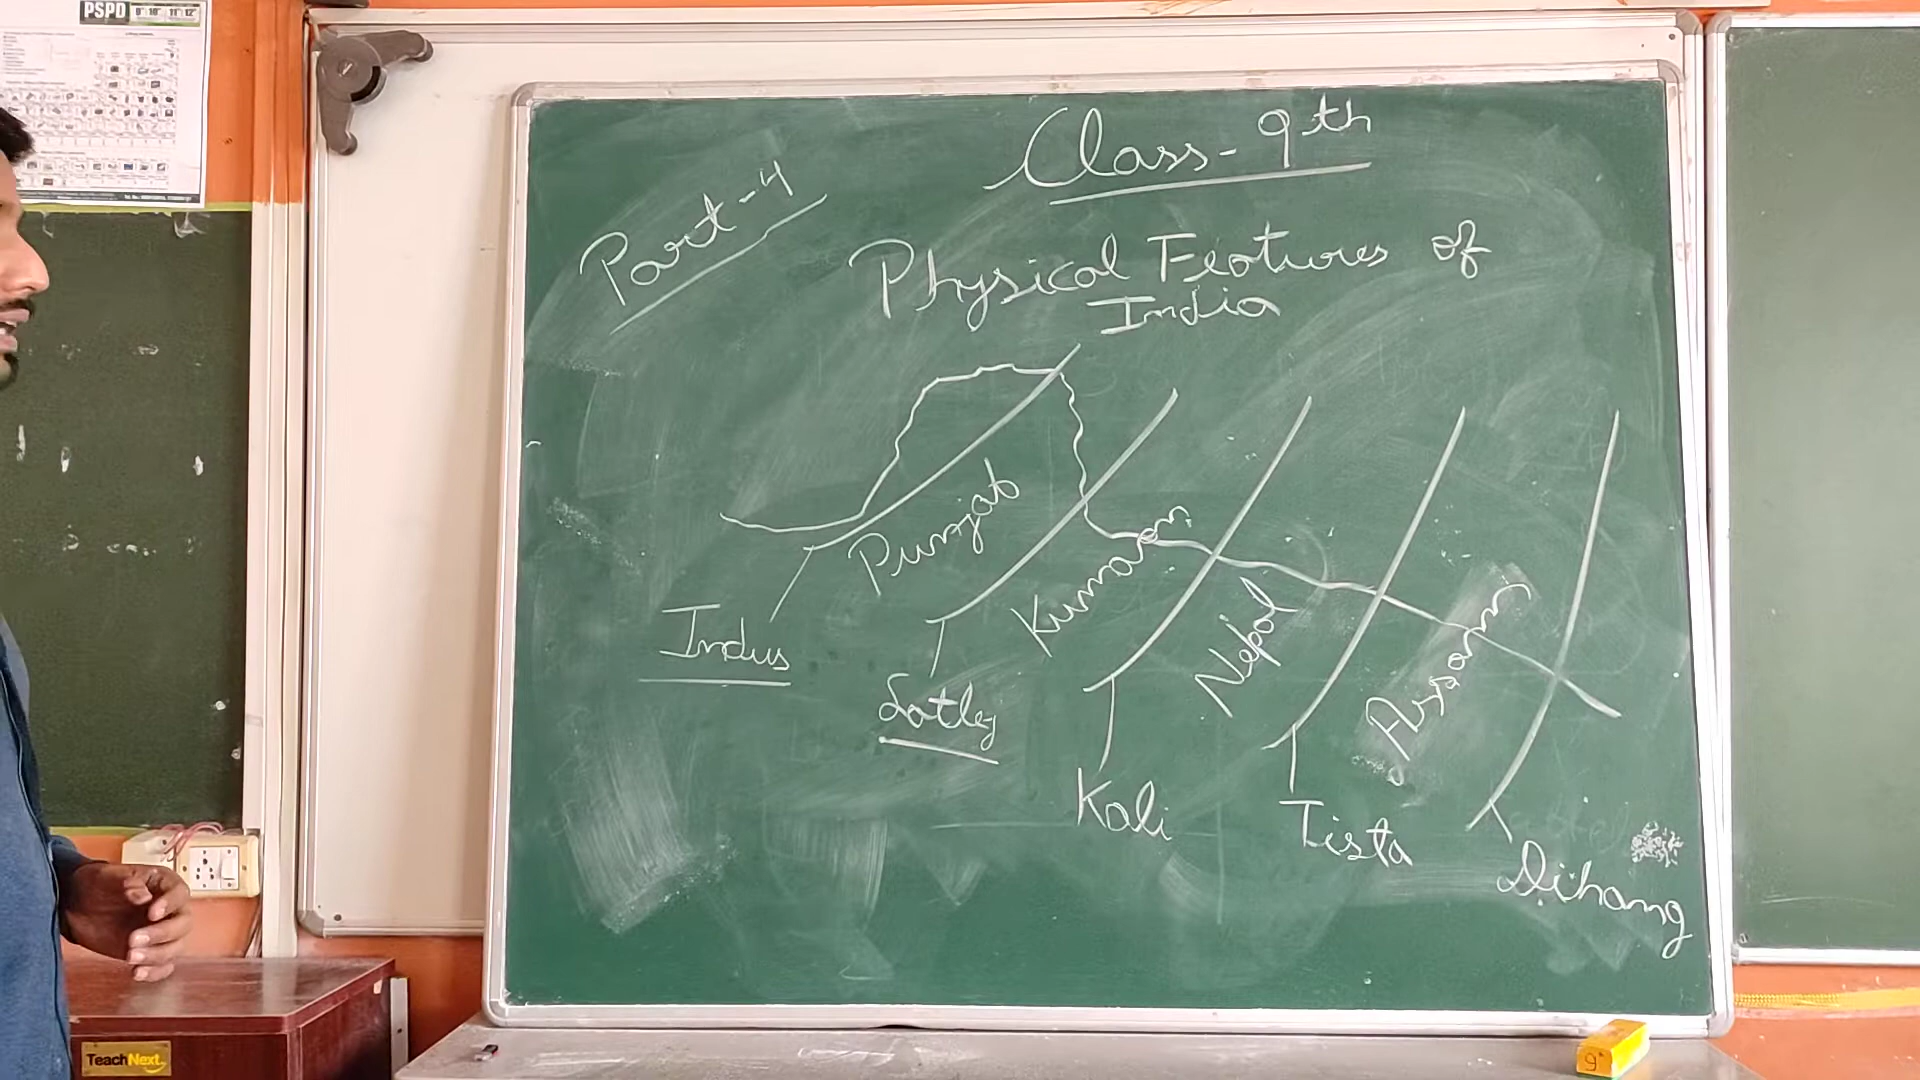 PSPD
Class-9th
Part-4
Physical Features of
India
Punjab
Kumaon
Nepal
Assam
Indus
Satlej
Kali
Tista
Dihang
TeachNext
9